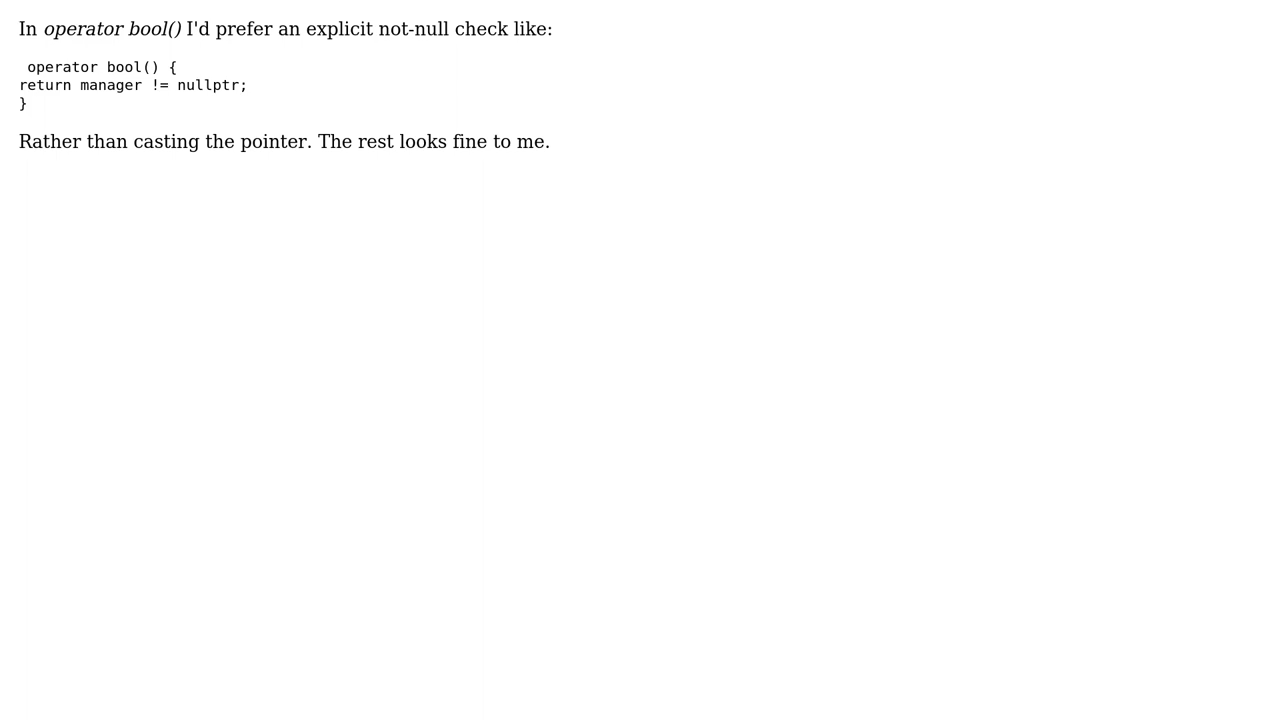 In operator bool() I'd prefer an explicit not-null check like:
operator bool() {
return manager != nullptr;
}
Rather than casting the pointer. The rest looks fine to me.